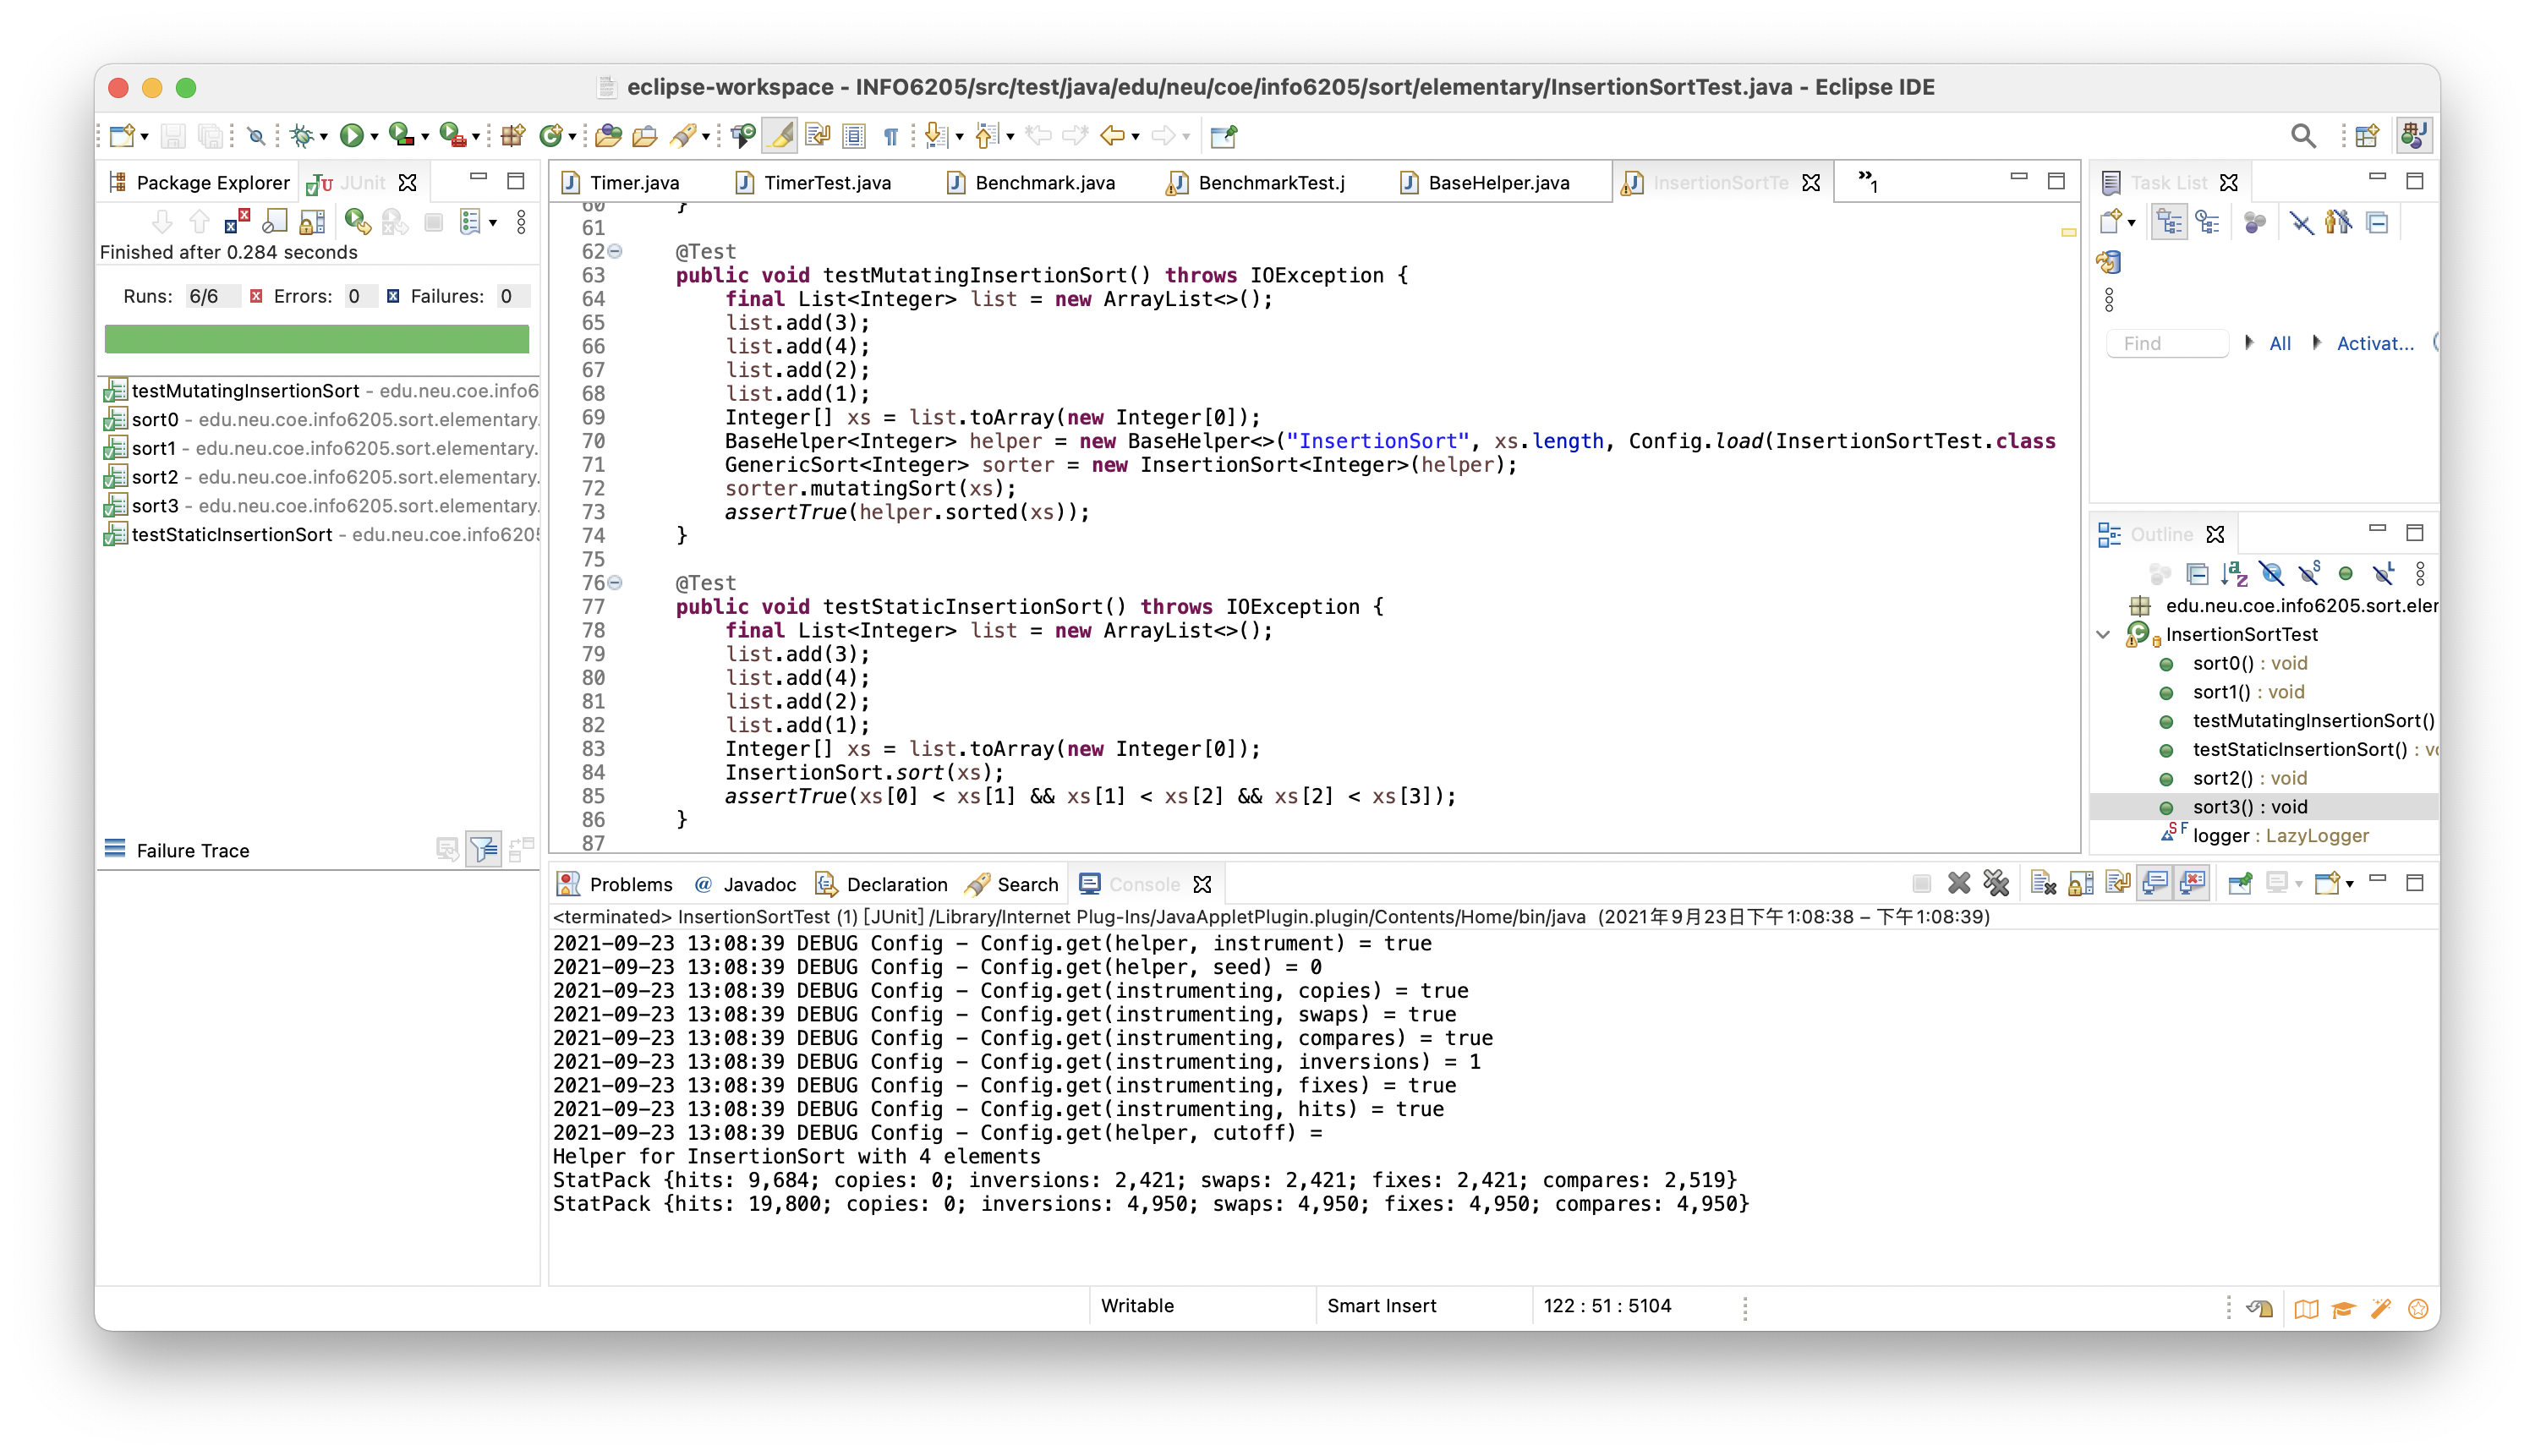 eclipse-workspace - INFO6205/src/test/java/edu/neu/coe/info6205/sort/elementary/InsertionSortTest.java - Eclipse IDE
Package Explorer
JUnit
Finished after 0.284 seconds
Runs: 6/6 Errors: 0 Failures: 0
testMutatingInsertionSort - edu.neu.coe.info6
sort0 - edu.neu.coe.info6205.sort.elementary.
sort1 - edu.neu.coe.info6205.sort.elementary.
sort2 - edu.neu.coe.info6205.sort.elementary.
sort3 - edu.neu.coe.info6205.sort.elementary.
testStaticInsertionSort - edu.neu.coe.info6205
Failure Trace
Timer.java TimerTest.java Benchmark.java BenchmarkTest.j BaseHelper.java InsertionSortTe »1
60 }
61
62 @Test
63 public void testMutatingInsertionSort() throws IOException {
64 final List<Integer> list = new ArrayList<>();
65 list.add(3);
66 list.add(4);
67 list.add(2);
68 list.add(1);
69 Integer[] xs = list.toArray(new Integer[0]);
70 BaseHelper<Integer> helper = new BaseHelper<>("InsertionSort", xs.length, Config.load(InsertionSortTest.class
71 GenericSort<Integer> sorter = new InsertionSort<Integer>(helper);
72 sorter.mutatingSort(xs);
73 assertTrue(helper.sorted(xs));
74 }
75
76 @Test
77 public void testStaticInsertionSort() throws IOException {
78 final List<Integer> list = new ArrayList<>();
79 list.add(3);
80 list.add(4);
81 list.add(2);
82 list.add(1);
83 Integer[] xs = list.toArray(new Integer[0]);
84 InsertionSort.sort(xs);
85 assertTrue(xs[0] < xs[1] && xs[1] < xs[2] && xs[2] < xs[3]);
86 }
87
Task List
Find All Activat...
Outline
edu.neu.coe.info6205.sort.eler
InsertionSortTest
sort0() : void
sort1() : void
testMutatingInsertionSort()
testStaticInsertionSort() : vo
sort2() : void
sort3() : void
logger : LazyLogger
Problems @ Javadoc Declaration Search Console
<terminated> InsertionSortTest (1) [JUnit] /Library/Internet Plug-Ins/JavaAppletPlugin.plugin/Contents/Home/bin/java (2021年9月23日下午1:08:38 – 下午1:08:39)
2021-09-23 13:08:39 DEBUG Config - Config.get(helper, instrument) = true
2021-09-23 13:08:39 DEBUG Config - Config.get(helper, seed) = 0
2021-09-23 13:08:39 DEBUG Config - Config.get(instrumenting, copies) = true
2021-09-23 13:08:39 DEBUG Config - Config.get(instrumenting, swaps) = true
2021-09-23 13:08:39 DEBUG Config - Config.get(instrumenting, compares) = true
2021-09-23 13:08:39 DEBUG Config - Config.get(instrumenting, inversions) = 1
2021-09-23 13:08:39 DEBUG Config - Config.get(instrumenting, fixes) = true
2021-09-23 13:08:39 DEBUG Config - Config.get(instrumenting, hits) = true
2021-09-23 13:08:39 DEBUG Config - Config.get(helper, cutoff) =
Helper for InsertionSort with 4 elements
StatPack {hits: 9,684; copies: 0; inversions: 2,421; swaps: 2,421; fixes: 2,421; compares: 2,519}
StatPack {hits: 19,800; copies: 0; inversions: 4,950; swaps: 4,950; fixes: 4,950; compares: 4,950}
Writable Smart Insert 122 : 51 : 5104